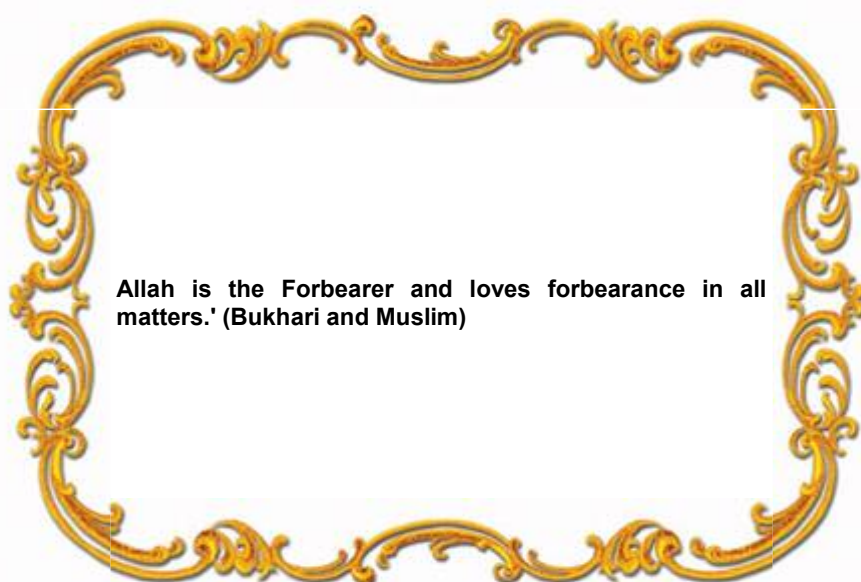 Allah is the Forbearer and loves forbearance in all
matters.' (Bukhari and Muslim)